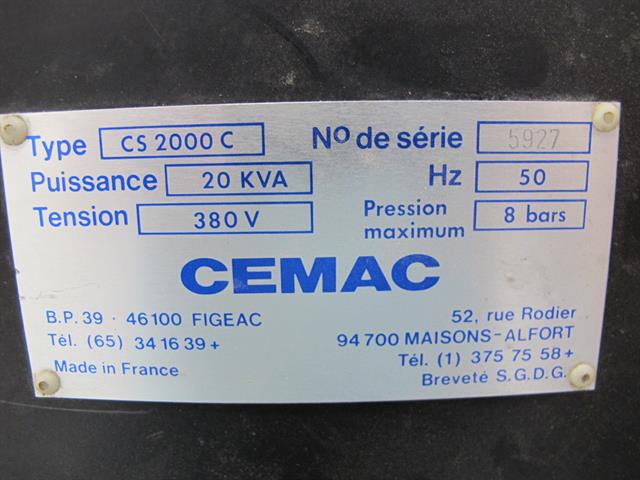 Type CS 2000 C Nº de série 5927
Puissance 20 KVA Hz 50
Tension 380 V Pression maximum 8 bars
CEMAC
B.P. 39 · 46100 FIGEAC
Tél. (65) 34 16 39 +
Made in France
52, rue Rodier
94700 MAISONS-ALFORT
Tél. (1) 375 75 58 +
Breveté S.G.D.G.